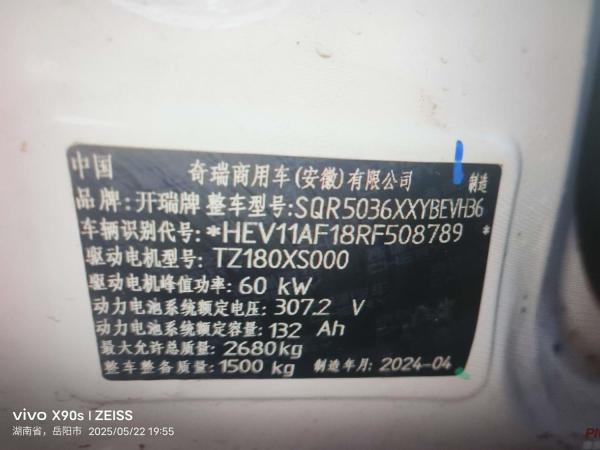 中国 奇瑞商用车(安徽)有限公司 制造
品牌:开瑞牌 整车型号:SQR5036XXYBEVH36
车辆识别代号:*HEV11AF18RF508789*
驱动电机型号:TZ180XS000
驱动电机峰值功率:60 kW
动力电池系统额定电压:307.2 V
动力电池系统额定容量:132 Ah
最大允许总质量:2680kg
整车整备质量:1500kg 制造年月:2024-04
vivo X90s | ZEISS
湖南省,岳阳市 2025/05/22 19:55